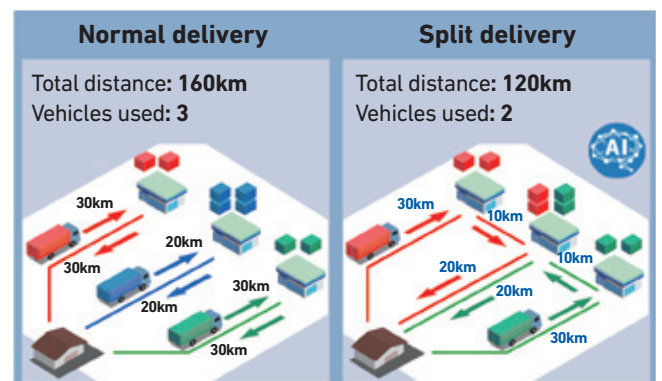 Normal delivery
Total distance: 160km
Vehicles used: 3
30km
30km
20km
20km
30km
30km
Split delivery
Total distance: 120km
Vehicles used: 2
AI
30km
10km
10km
20km
20km
30km